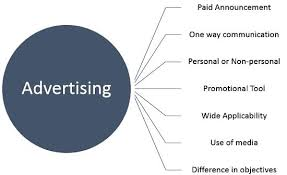 Advertising
Paid Announcement
One way communication
Personal or Non-personal
Promotional Tool
Wide Applicability
Use of media
Difference in objectives